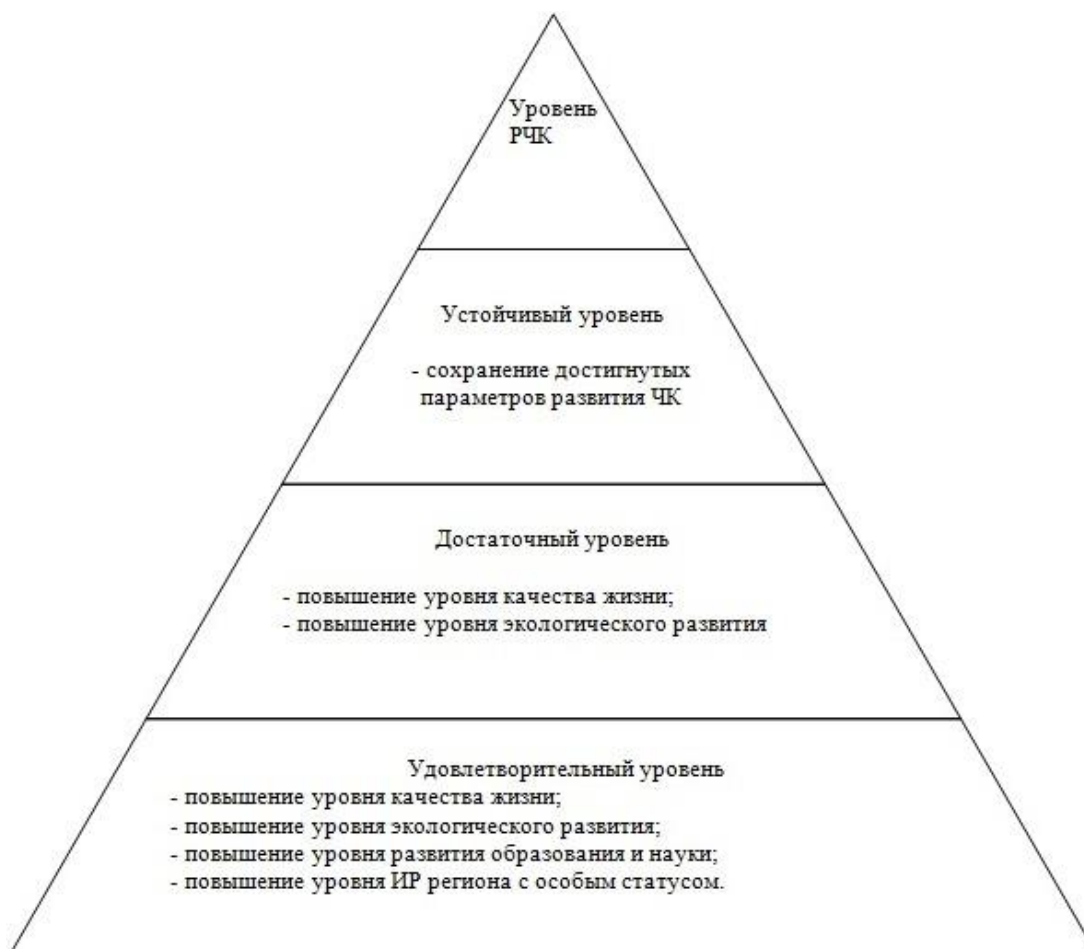 Уровень
РЧК
Устойчивый уровень
- сохранение достигнутых
параметров развития ЧК
Достаточный уровень
- повышение уровня качества жизни;
- повышение уровня экологического развития
Удовлетворительный уровень
- повышение уровня качества жизни;
- повышение уровня экологического развития;
- повышение уровня развития образования и науки;
- повышение уровня ИР региона с особым статусом.